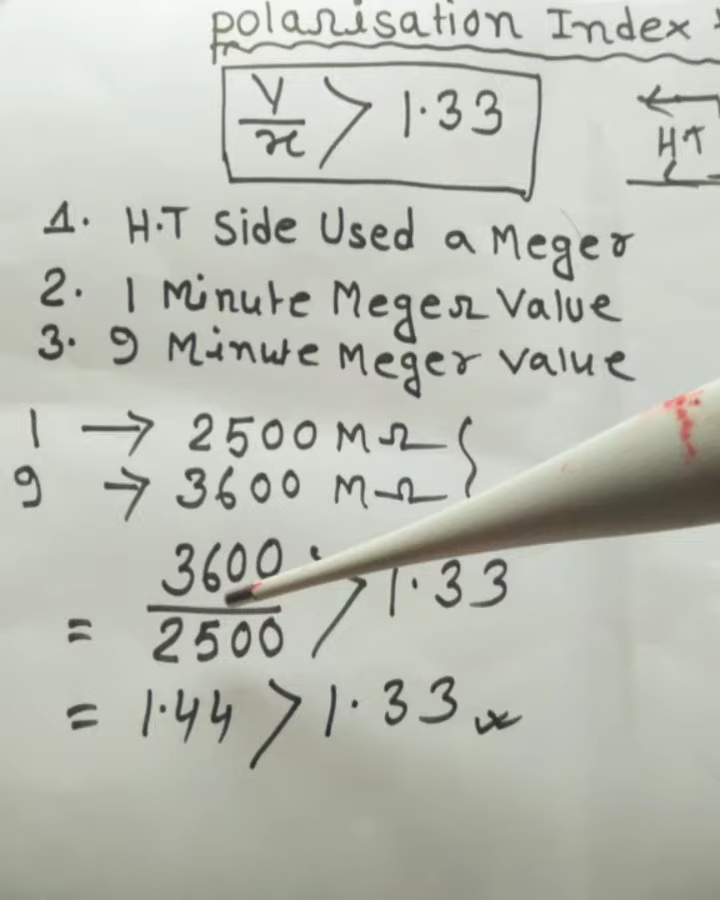 polarisation Index
y/x > 1.33
HT
1. H.T Side Used a Meger
2. 1 Minute Meger Value
3. 9 Minute Meger Value
1 → 2500 MΩ
9 → 3600 MΩ
= 3600/2500 > 1.33
= 1.44 > 1.33